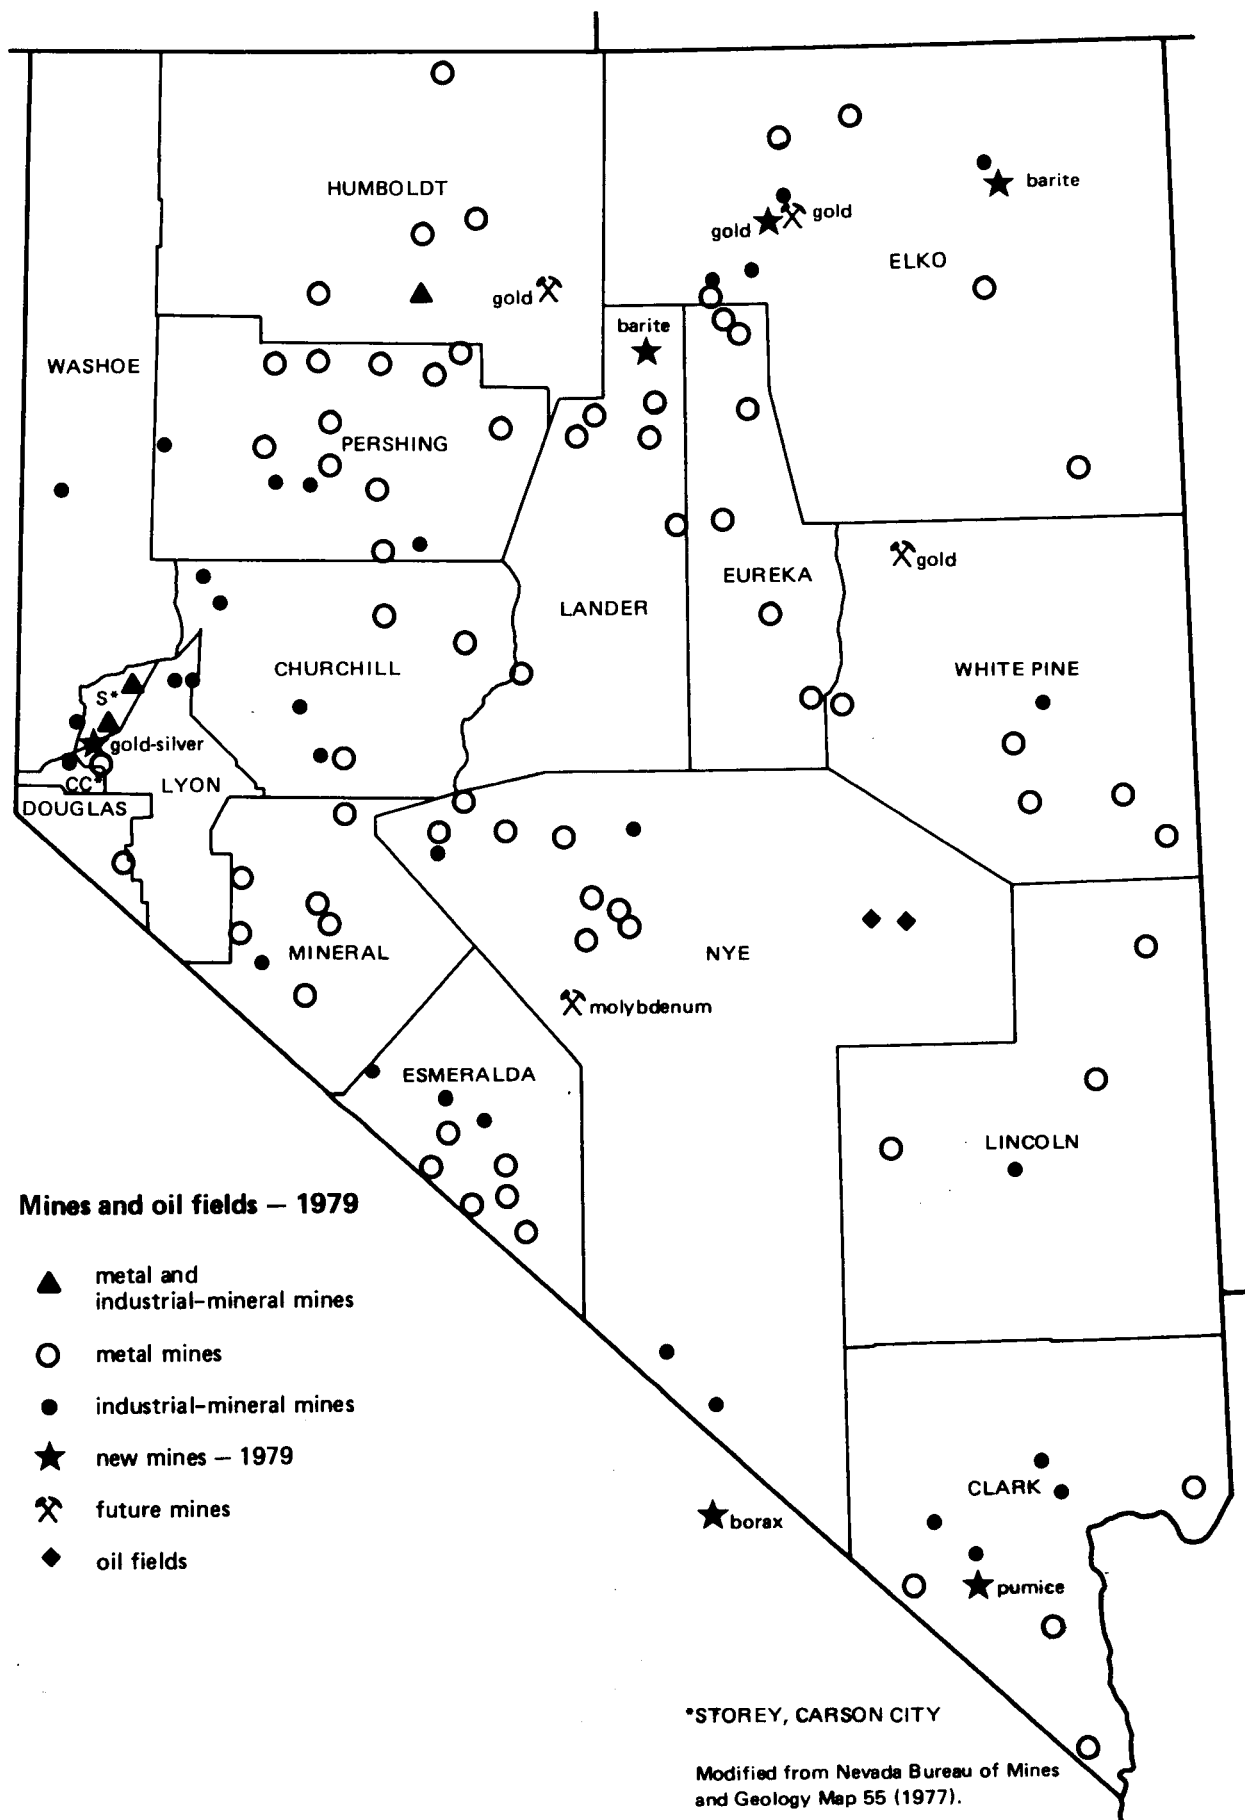 HUMBOLDT
barite
gold
gold
ELKO
gold
barite
WASHOE
PERSHING
gold
EUREKA
LANDER
WHITE PINE
CHURCHILL
S*
gold-silver
CC*
LYON
DOUGLAS
MINERAL
NYE
molybdenum
ESMERALDA
LINCOLN
Mines and oil fields — 1979
metal and
industrial-mineral mines
metal mines
industrial-mineral mines
new mines — 1979
future mines
oil fields
CLARK
borax
pumice
*STOREY, CARSON CITY
Modified from Nevada Bureau of Mines
and Geology Map 55 (1977).